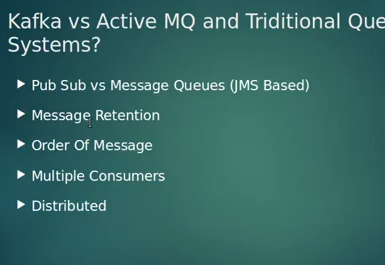 Kafka vs Active MQ and Triditional Que
Systems?
Pub Sub vs Message Queues (JMS Based)
Message Retention
Order Of Message
Multiple Consumers
Distributed